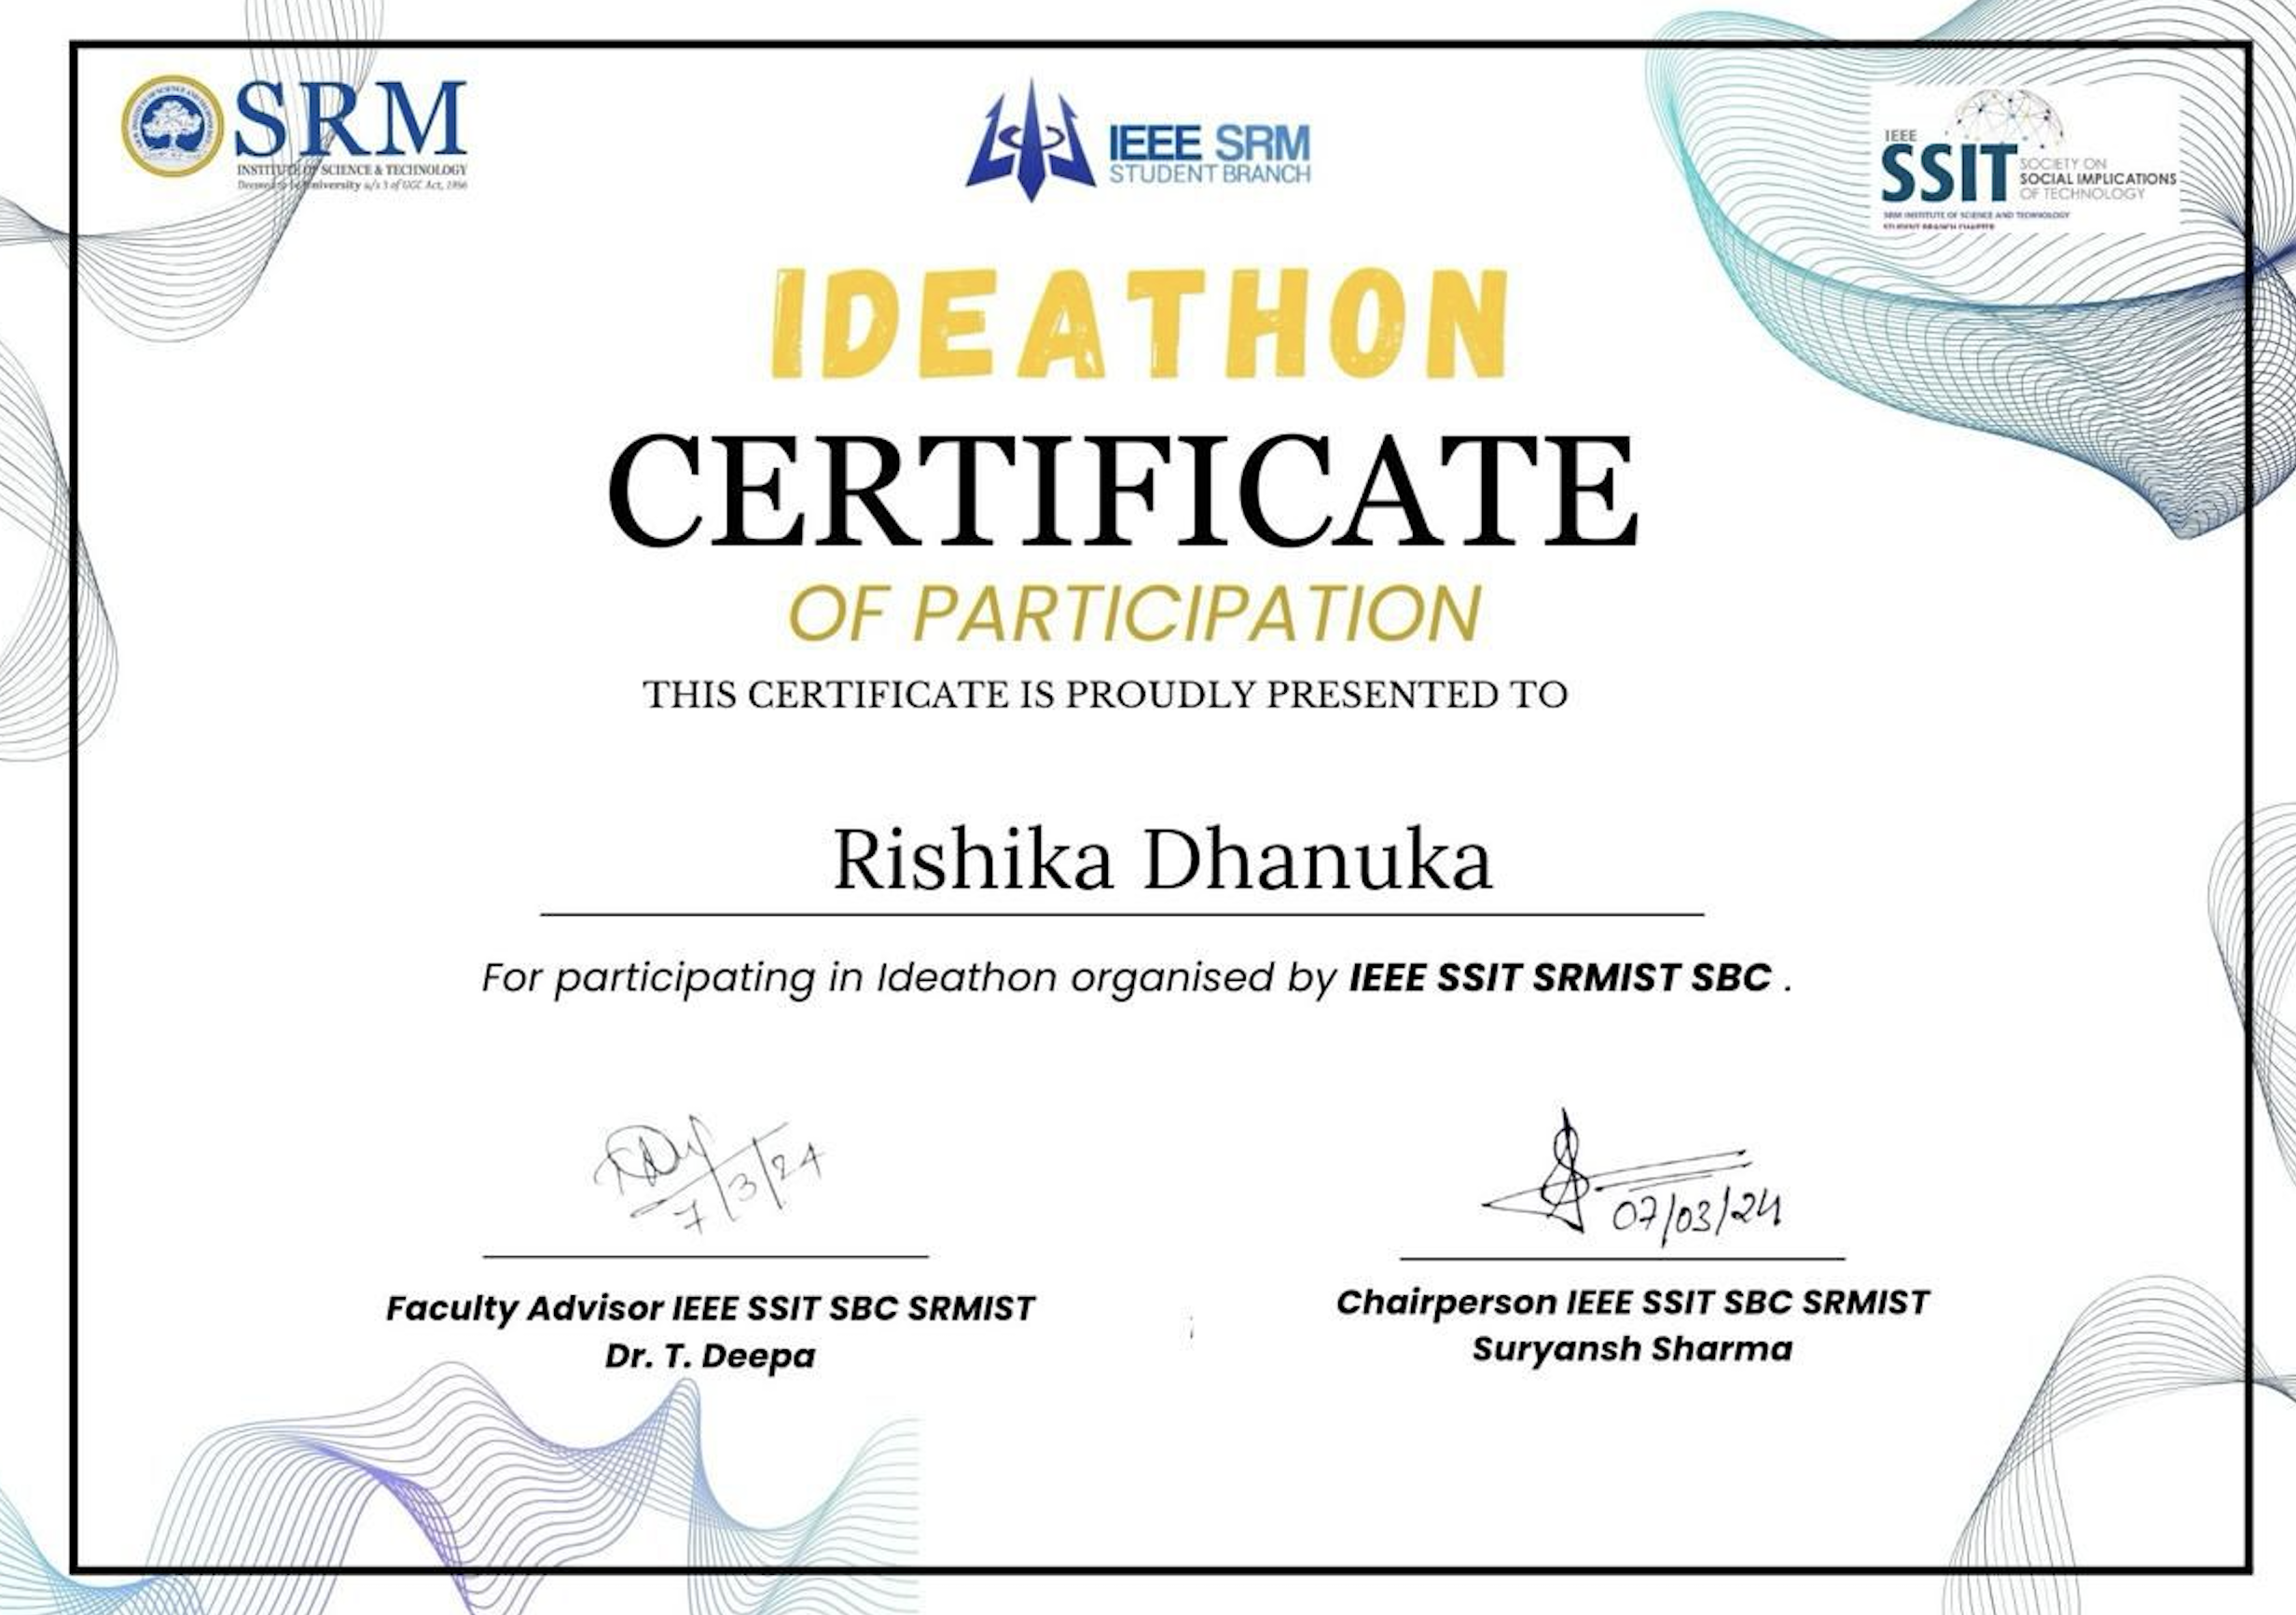 SRM
INSTITUTE OF SCIENCE & TECHNOLOGY
Deemed to be University u/s 3 of UGC Act, 1956
IEEE SRM
STUDENT BRANCH
IEEE
SSIT
SOCIETY ON
SOCIAL IMPLICATIONS
OF TECHNOLOGY
SRM INSTITUTE OF SCIENCE AND TECHNOLOGY
STUDENT BRANCH CHAPTER
IDEATHON
CERTIFICATE
OF PARTICIPATION
THIS CERTIFICATE IS PROUDLY PRESENTED TO
Rishika Dhanuka
For participating in Ideathon organised by IEEE SSIT SRMIST SBC .
7/3/24
07/03/24
Faculty Advisor IEEE SSIT SBC SRMIST
Dr. T. Deepa
Chairperson IEEE SSIT SBC SRMIST
Suryansh Sharma